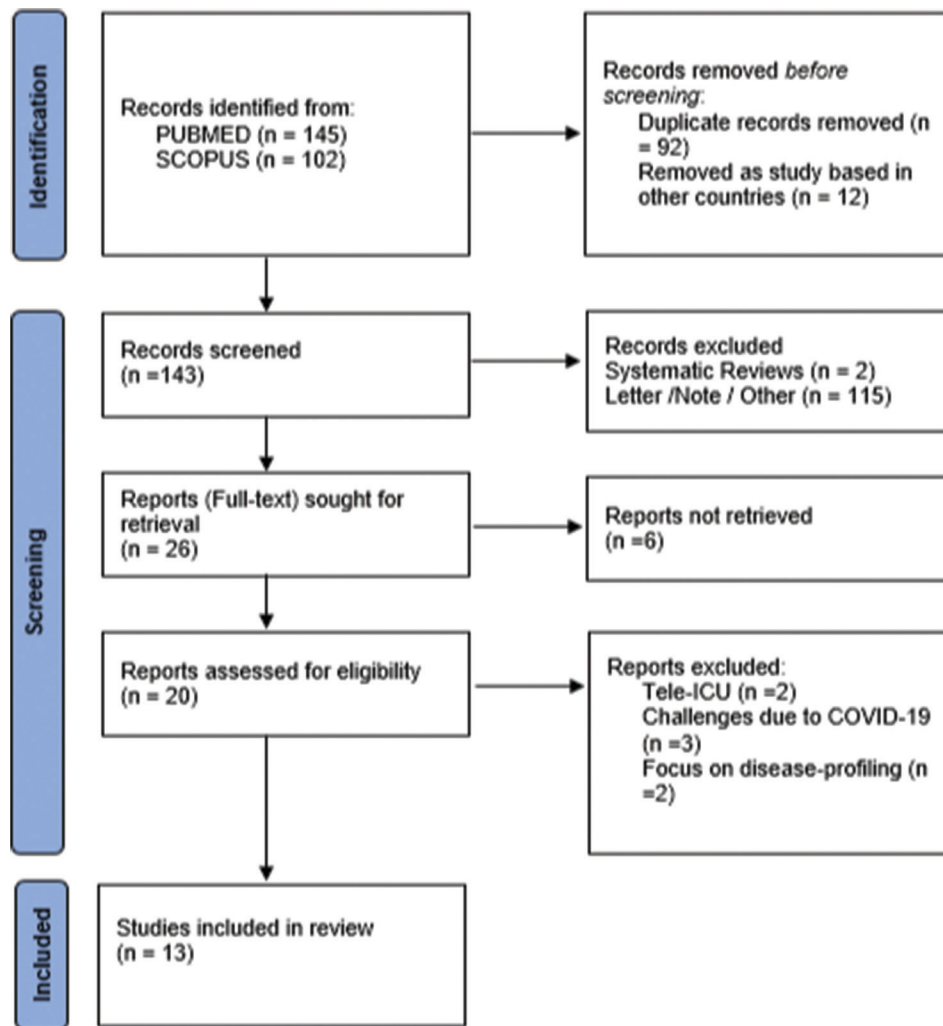 Identification
Records identified from:
PUBMED (n = 145)
SCOPUS (n = 102)
Records removed before
screening:
Duplicate records removed (n
= 92)
Removed as study based in
other countries (n = 12)
Screening
Records screened
(n =143)
Records excluded
Systematic Reviews (n = 2)
Letter /Note / Other (n = 115)
Reports (Full-text) sought for
retrieval
(n = 26)
Reports not retrieved
(n =6)
Reports assessed for eligibility
(n = 20)
Reports excluded:
Tele-ICU (n =2)
Challenges due to COVID-19
(n =3)
Focus on disease-profiling (n
=2)
Included
Studies included in review
(n = 13)